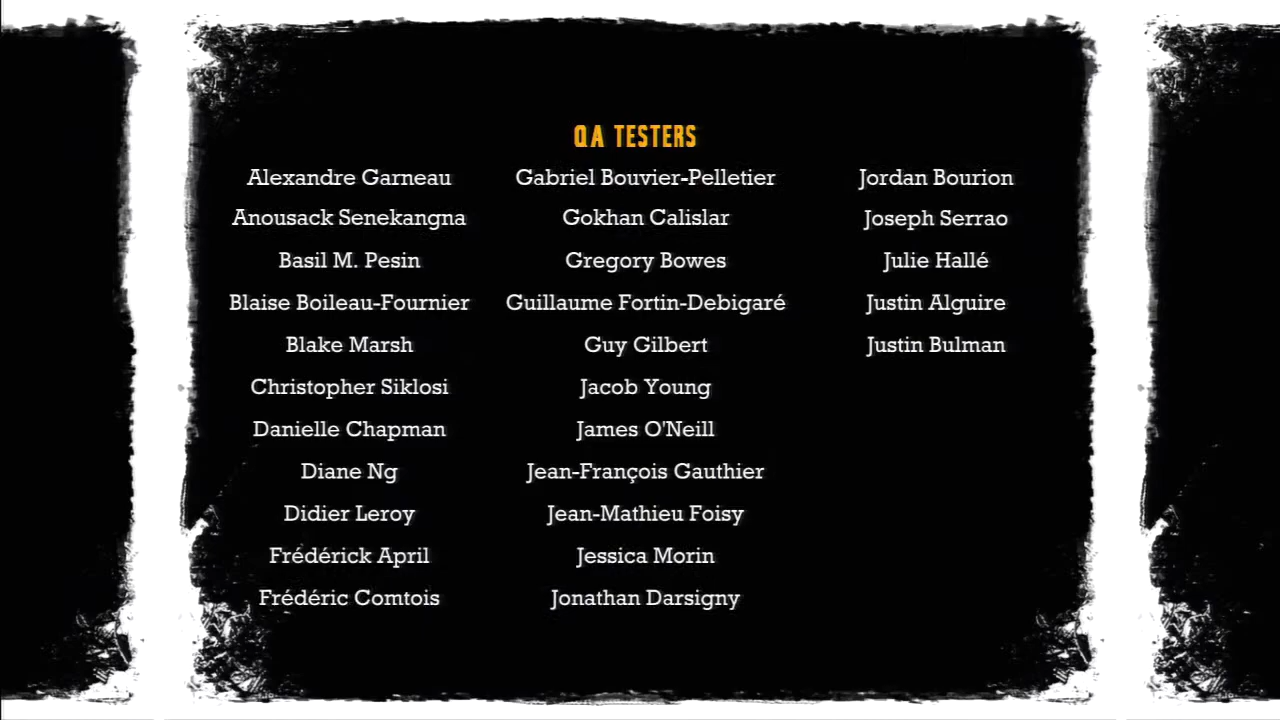 QA TESTERS
Alexandre Garneau
Anousack Senekangna
Basil M. Pesin
Blaise Boileau-Fournier
Blake Marsh
Christopher Siklosi
Danielle Chapman
Diane Ng
Didier Leroy
Frédérick April
Frédéric Comtois
Gabriel Bouvier-Pelletier
Gokhan Calislar
Gregory Bowes
Guillaume Fortin-Debigaré
Guy Gilbert
Jacob Young
James O'Neill
Jean-François Gauthier
Jean-Mathieu Foisy
Jessica Morin
Jonathan Darsigny
Jordan Bourion
Joseph Serrao
Julie Hallé
Justin Alguire
Justin Bulman